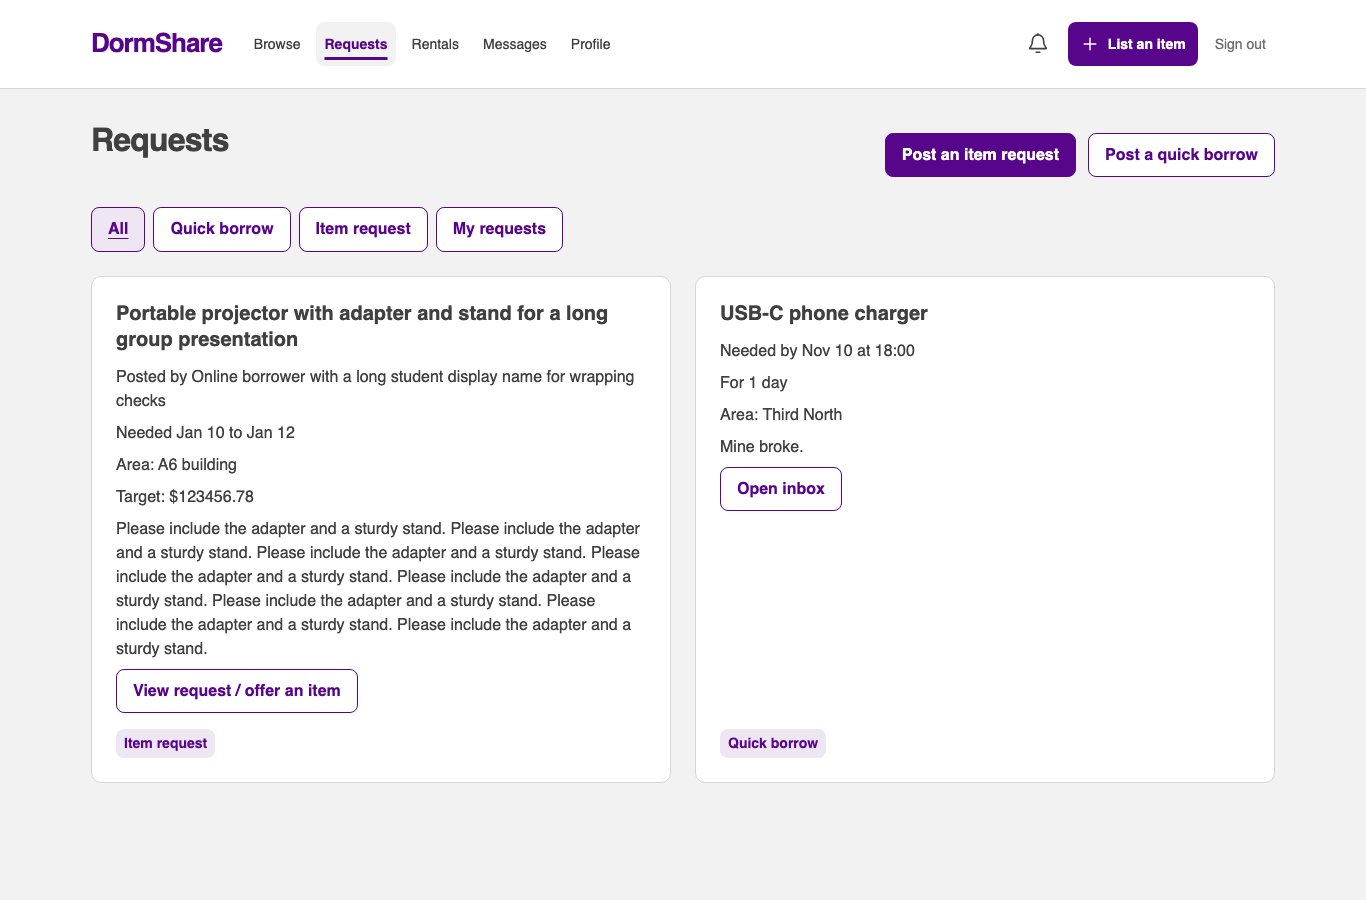 DormShare
Browse
Requests
Rentals
Messages
Profile
List an item
Sign out
Requests
Post an item request
Post a quick borrow
All
Quick borrow
Item request
My requests
Portable projector with adapter and stand for a long
group presentation
Posted by Online borrower with a long student display name for wrapping
checks
Needed Jan 10 to Jan 12
Area: A6 building
Target: $123456.78
Please include the adapter and a sturdy stand. Please include the adapter
and a sturdy stand. Please include the adapter and a sturdy stand. Please
include the adapter and a sturdy stand. Please include the adapter and a
sturdy stand. Please include the adapter and a sturdy stand. Please
include the adapter and a sturdy stand. Please include the adapter and a
sturdy stand.
View request / offer an item
Item request
USB-C phone charger
Needed by Nov 10 at 18:00
For 1 day
Area: Third North
Mine broke.
Open inbox
Quick borrow